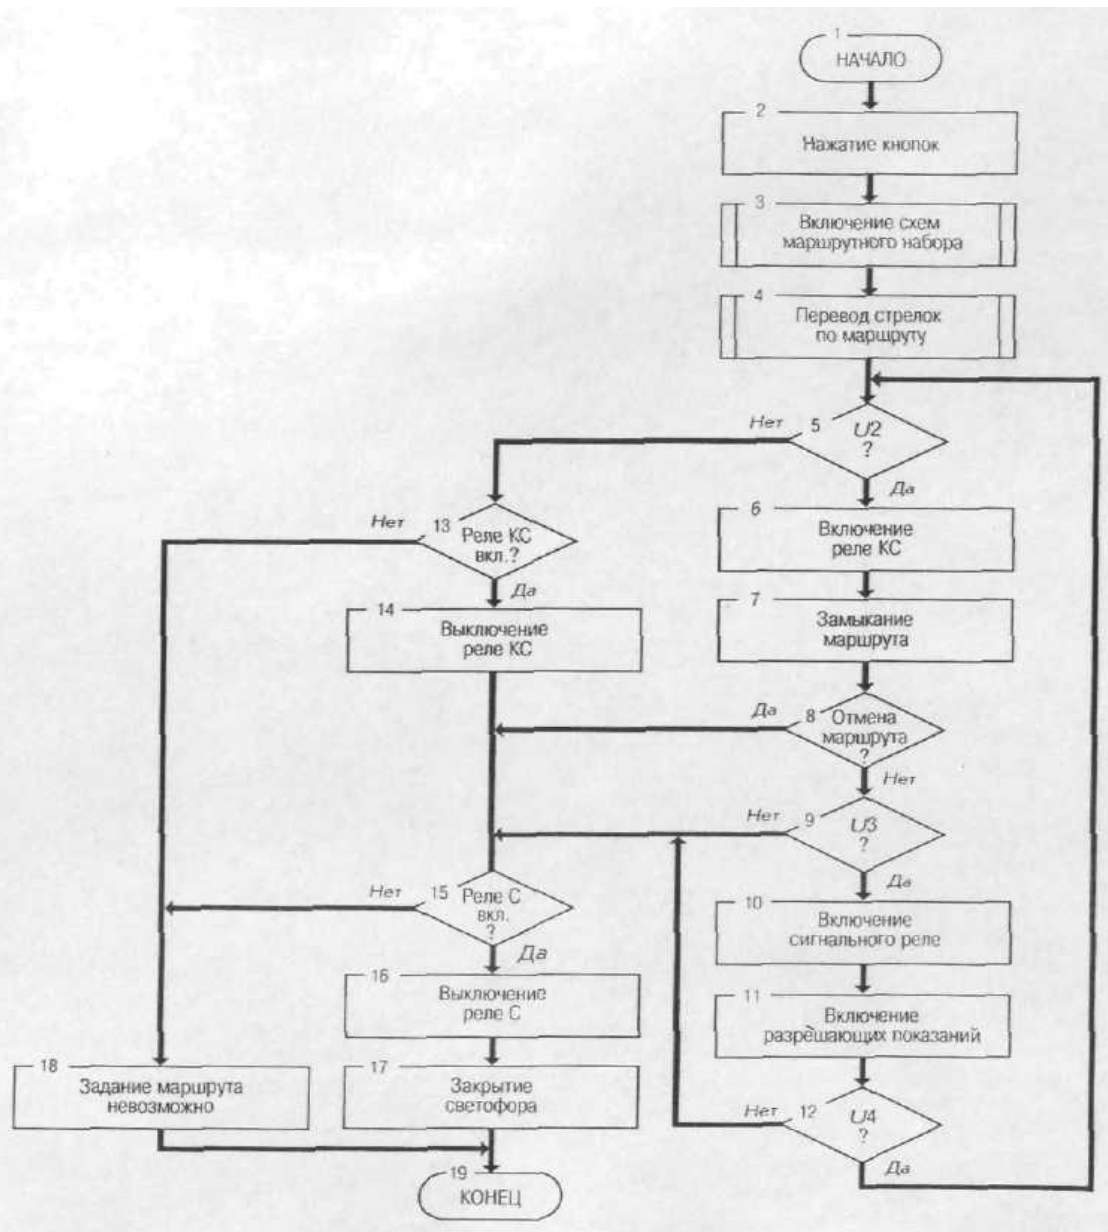 1
НАЧАЛО
2
Нажатие кнопок
3
Включение схем
маршрутного набора
4
Перевод стрелок
по маршруту
5
U2
?
Нет
Да
6
Включение
реле КС
7
Замыкание
маршрута
8
Отмена
маршрута
?
Да
Нет
9
U3
?
Нет
Да
10
Включение
сигнального реле
11
Включение
разрешающих показаний
12
U4
?
Нет
Да
13
Реле КС
вкл.?
Нет
Да
14
Выключение
реле КС
15
Реле С
вкл.
?
Нет
Да
16
Выключение
реле С
17
Закрытие
светофора
18
Задание маршрута
невозможно
19
КОНЕЦ